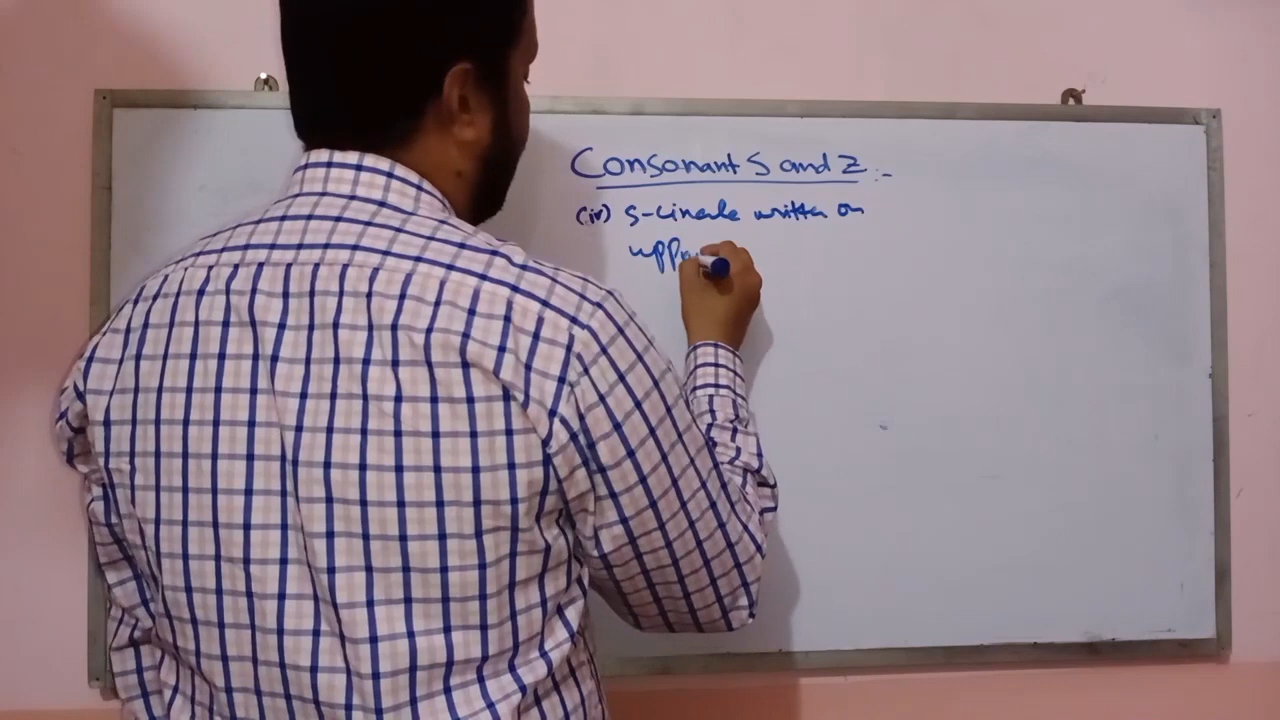 Consonant S and Z :-
(iv) S-Circle written on
upp